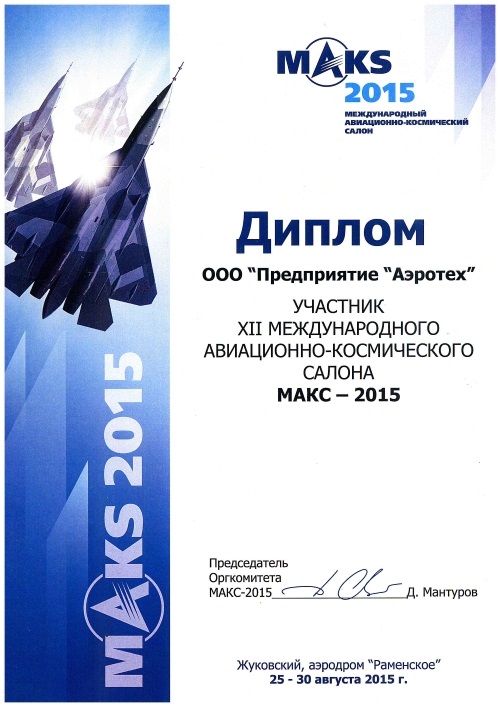 MAKS
2015
МЕЖДУНАРОДНЫЙ
АВИАЦИОННО-КОСМИЧЕСКИЙ
САЛОН
Диплом
ООО “Предприятие “Аэротех”
УЧАСТНИК
XII МЕЖДУНАРОДНОГО
АВИАЦИОННО-КОСМИЧЕСКОГО
САЛОНА
МАКС – 2015
MAKS 2015
Председатель
Оргкомитета
МАКС-2015 Д. Мантуров
Жуковский, аэродром “Раменское”
25 - 30 августа 2015 г.